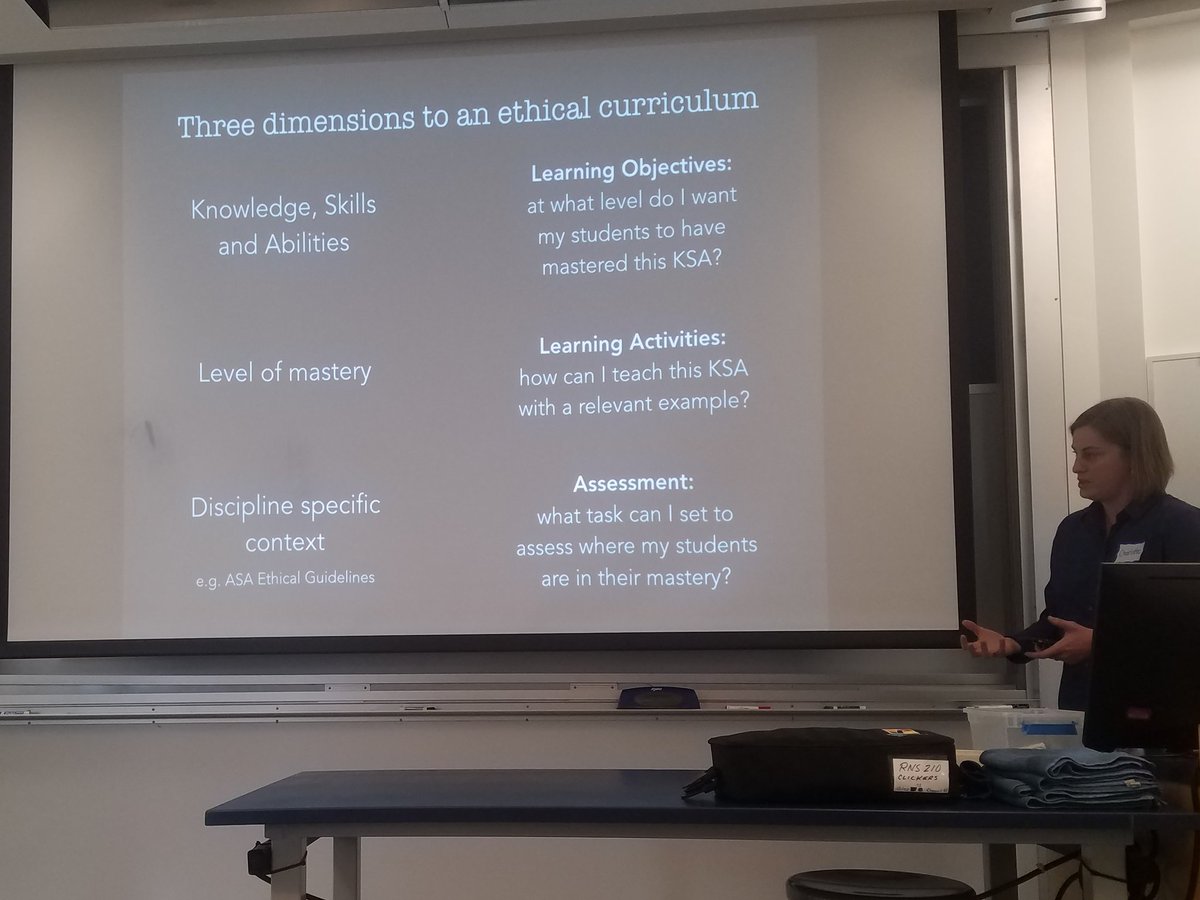 Three dimensions to an ethical curriculum
Knowledge, Skills
and Abilities
Learning Objectives:
at what level do I want
my students to have
mastered this KSA?
Level of mastery
Learning Activities:
how can I teach this KSA
with a relevant example?
Discipline specific
context
e.g. ASA Ethical Guidelines
Assessment:
what task can I set to
assess where my students
are in their mastery?
RNS 210
CLICKERS